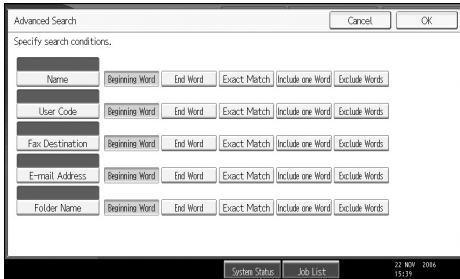 Advanced Search Cancel OK
Specify search conditions.
Name Beginning Word End Word Exact Match Include one Word Exclude Words
User Code Beginning Word End Word Exact Match Include one Word Exclude Words
Fax Destination Beginning Word End Word Exact Match Include one Word Exclude Words
E-mail Address Beginning Word End Word Exact Match Include one Word Exclude Words
Folder Name Beginning Word End Word Exact Match Include one Word Exclude Words
System Status Job List 22 NOV 2006
15:39